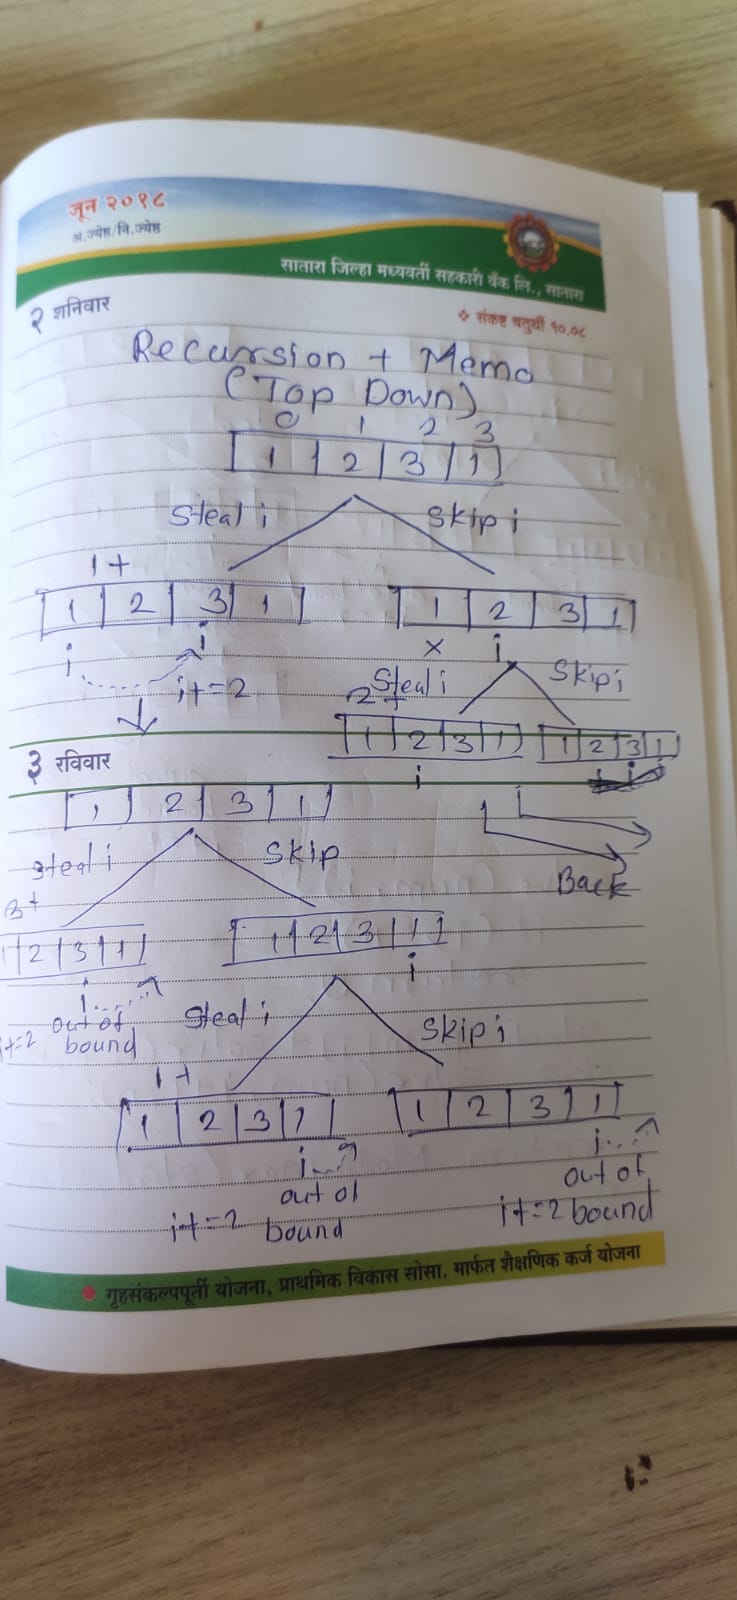 जून २०१८
अ.ज्येष्ठ/नि.ज्येष्ठ
सातारा जिल्हा मध्यवर्ती सहकारी बँक लि., सातारा
२ शनिवार
❖ संकष्ट चतुर्थी १०.०८
Recursion + Memo
(Top Down)
0 1 2 3
1 2 3 1
Steal i Skip i
1+
1 2 3 1 1 2 3 1
i i x i
i+=2 Steal i Skip i
2+
1 2 3 1 1 2 3 1
i
३ रविवार
1 2 3 1
Steal i Skip
Back
3+
1 2 3 1 1 2 3 1
i i
i+=2 out of bound
Steal i Skip i
1+
1 2 3 1 1 2 3 1
i i
out of out of
i+=2 bound i+=2 bound
गृहसंकल्पपूर्ती योजना, प्राथमिक विकास सोसा. मार्फत शैक्षणिक कर्ज योजना